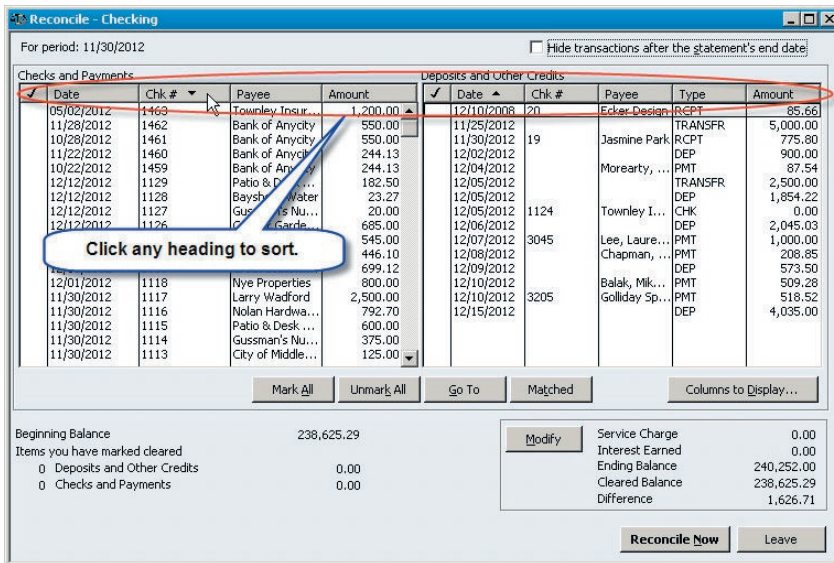 Reconcile - Checking
For period: 11/30/2012
Hide transactions after the statement's end date
Checks and Payments
✓ Date Chk # Payee Amount
05/02/2012 1463 Townley Insur... 1,200.00
11/28/2012 1462 Bank of Anycity 550.00
10/28/2012 1461 Bank of Anycity 550.00
11/22/2012 1460 Bank of Anycity 244.13
10/22/2012 1459 Bank of Anycity 244.13
12/12/2012 1129 Patio & Desk ... 182.50
12/12/2012 1128 Baysh Water 23.27
12/12/2012 1127 Gussman's Nu... 20.00
12/12/2012 1126 Garde... 685.00
545.00
446.10
699.12
12/01/2012 1118 Nye Properties 800.00
11/30/2012 1117 Larry Wadford 2,500.00
11/30/2012 1116 Nolan Hardwa... 792.70
11/30/2012 1115 Patio & Desk ... 600.00
11/30/2012 1114 Gussman's Nu... 375.00
11/30/2012 1113 City of Middle... 125.00
Click any heading to sort.
Deposits and Other Credits
✓ Date Chk # Payee Type Amount
12/10/2008 20 Ecker Design RCPT 85.66
11/25/2012 TRANSFR 5,000.00
11/30/2012 19 Jasmine Park RCPT 775.80
12/02/2012 DEP 900.00
12/04/2012 Morearty, ... PMT 87.54
12/05/2012 TRANSFR 2,500.00
12/05/2012 DEP 1,854.22
12/05/2012 1124 Townley I... CHK 0.00
12/06/2012 DEP 2,045.03
12/07/2012 3045 Lee, Laure... PMT 1,000.00
12/08/2012 Chapman, ... PMT 208.85
12/09/2012 DEP 573.50
12/10/2012 Balak, Mik... PMT 509.28
12/10/2012 3205 Golliday Sp... PMT 518.52
12/15/2012 DEP 4,035.00
Mark All Unmark All Go To Matched Columns to Display...
Beginning Balance 238,625.29
Items you have marked cleared
0 Deposits and Other Credits 0.00
0 Checks and Payments 0.00
Modify
Service Charge 0.00
Interest Earned 0.00
Ending Balance 240,252.00
Cleared Balance 238,625.29
Difference 1,626.71
Reconcile Now Leave